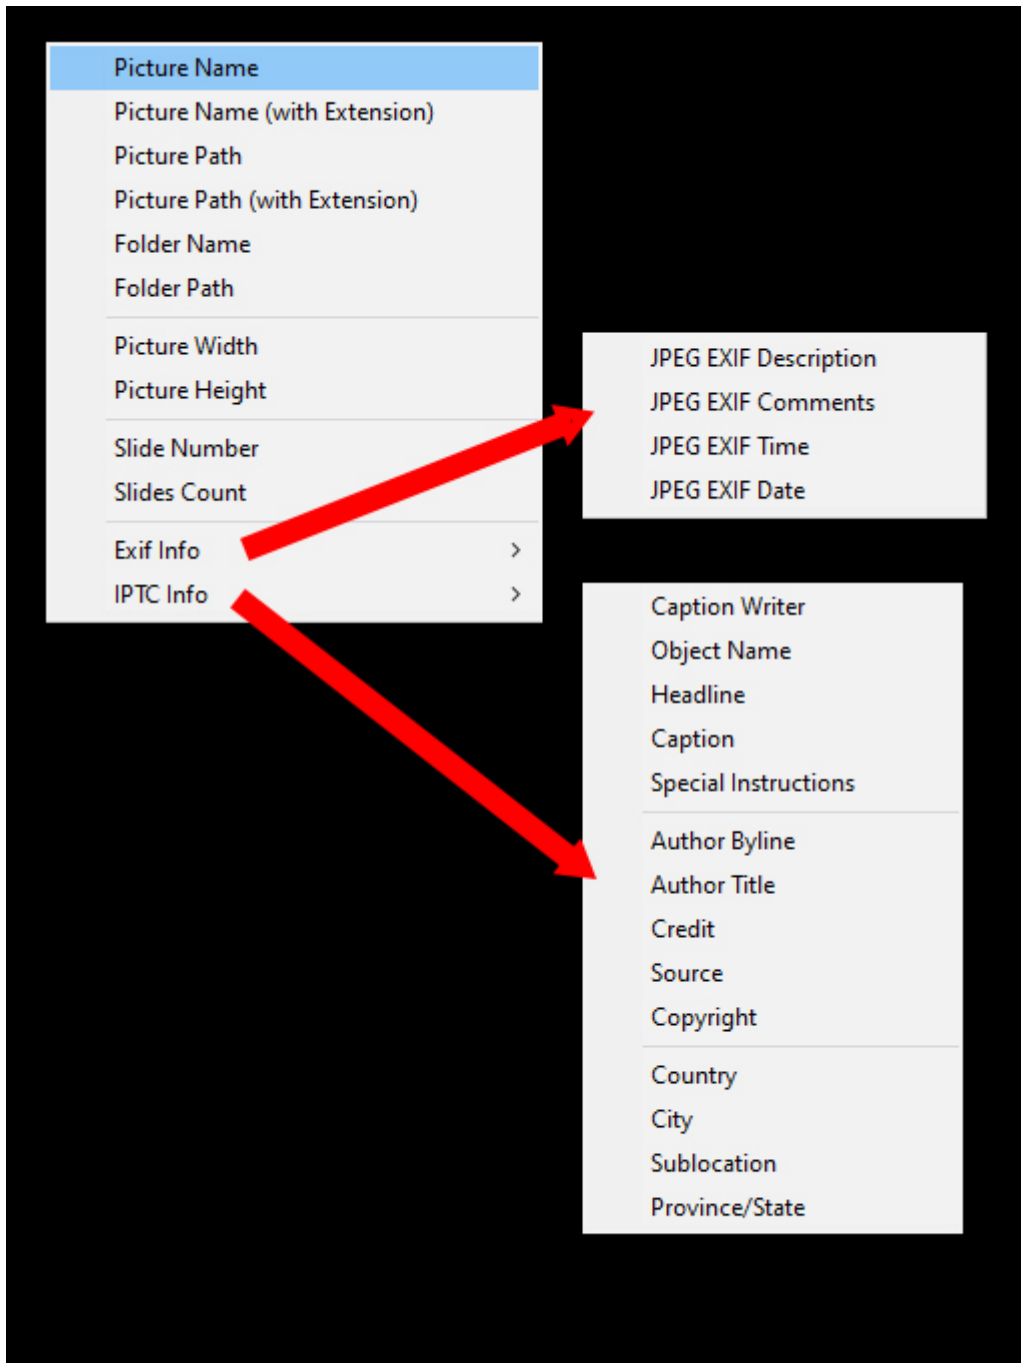 Picture Name
Picture Name (with Extension)
Picture Path
Picture Path (with Extension)
Folder Name
Folder Path
Picture Width
Picture Height
Slide Number
Slides Count
Exif Info
IPTC Info
JPEG EXIF Description
JPEG EXIF Comments
JPEG EXIF Time
JPEG EXIF Date
Caption Writer
Object Name
Headline
Caption
Special Instructions
Author Byline
Author Title
Credit
Source
Copyright
Country
City
Sublocation
Province/State